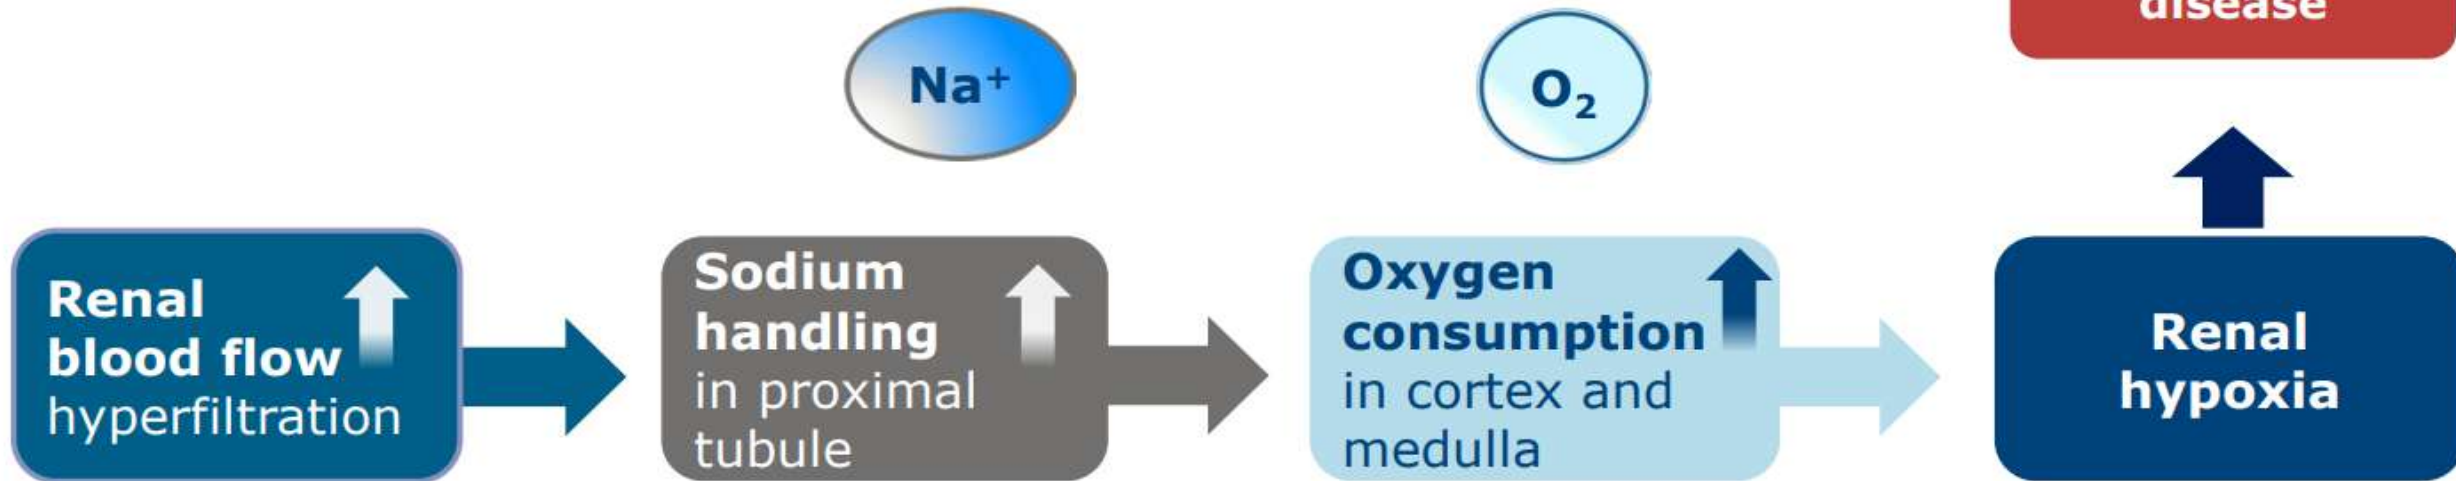 disease
Na⁺
O₂
Renal
blood flow
hyperfiltration
Sodium
handling
in proximal
tubule
Oxygen
consumption
in cortex and
medulla
Renal
hypoxia